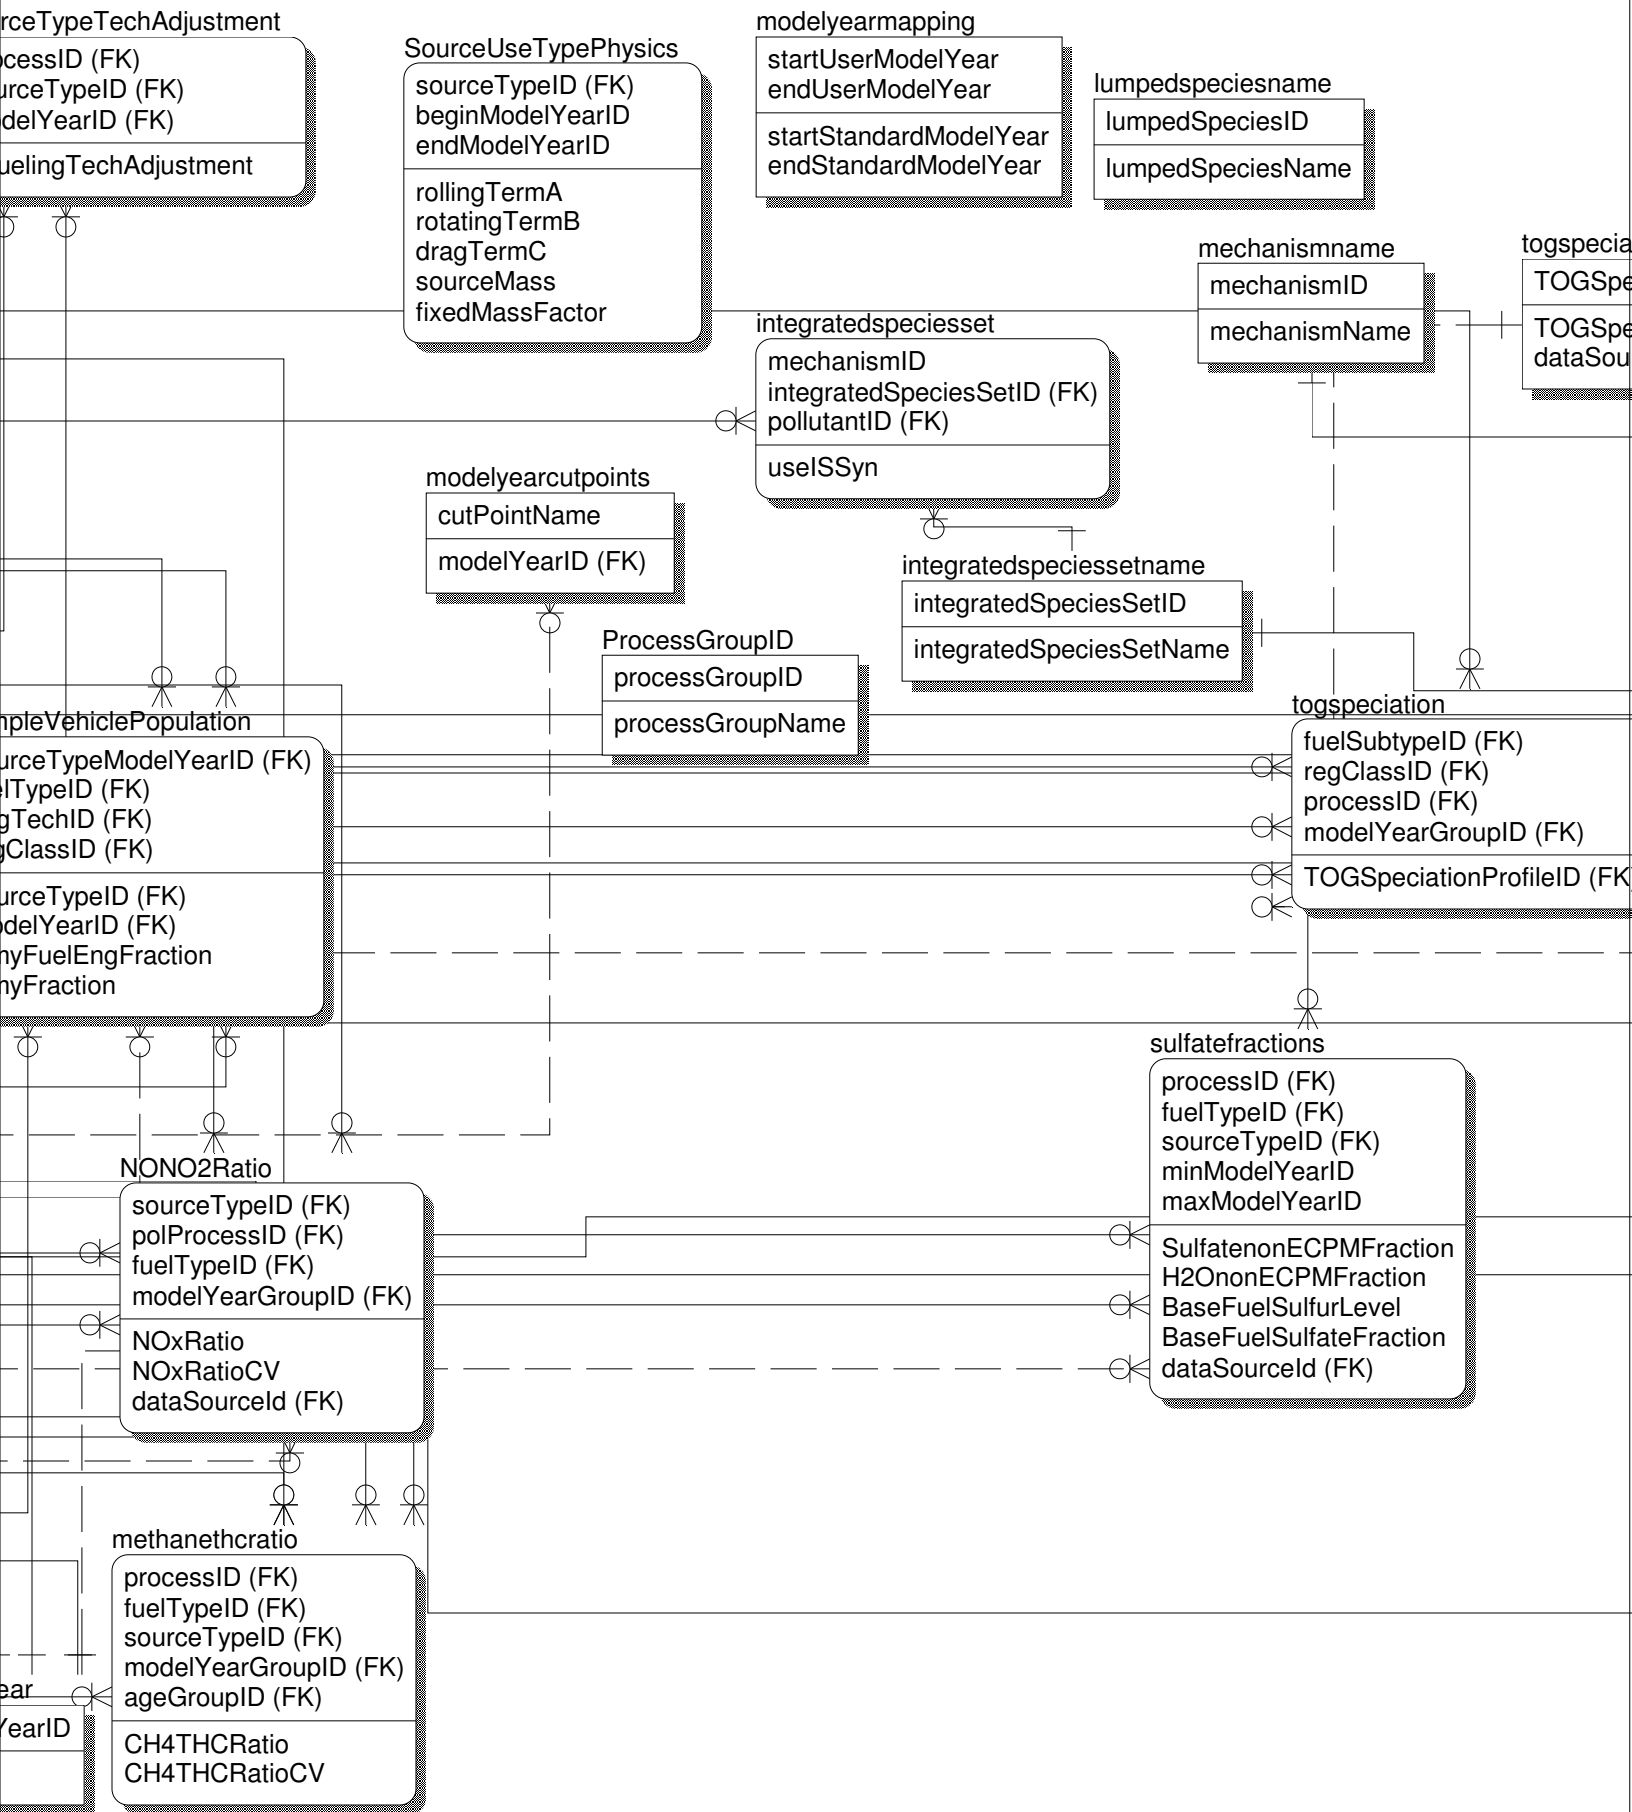 rceTypeTechAdjustment
ocessID (FK)
urceTypeID (FK)
delYearID (FK)
uelingTechAdjustment
SourceUseTypePhysics
sourceTypeID (FK)
beginModelYearID
endModelYearID
rollingTermA
rotatingTermB
dragTermC
sourceMass
fixedMassFactor
modelyearmapping
startUserModelYear
endUserModelYear
startStandardModelYear
endStandardModelYear
lumpedspeciesname
lumpedSpeciesID
lumpedSpeciesName
mechanismname
mechanismID
mechanismName
togspecia
TOGSpe
TOGSpe
dataSou
integratedspeciesset
mechanismID
integratedSpeciesSetID (FK)
pollutantID (FK)
useISSyn
modelyearcutpoints
cutPointName
modelYearID (FK)
integratedspeciessetname
integratedSpeciesSetID
integratedSpeciesSetName
ProcessGroupID
processGroupID
processGroupName
mpleVehiclePopulation
urceTypeModelYearID (FK)
elTypeID (FK)
gTechID (FK)
gClassID (FK)
urceTypeID (FK)
odelYearID (FK)
nyFuelEngFraction
nyFraction
togspeciation
fuelSubtypeID (FK)
regClassID (FK)
processID (FK)
modelYearGroupID (FK)
TOGSpeciationProfileID (FK
sulfatefractions
processID (FK)
fuelTypeID (FK)
sourceTypeID (FK)
minModelYearID
maxModelYearID
SulfatenonECPMFraction
H2OnonECPMFraction
BaseFuelSulfurLevel
BaseFuelSulfateFraction
dataSourceId (FK)
NONO2Ratio
sourceTypeID (FK)
polProcessID (FK)
fuelTypeID (FK)
modelYearGroupID (FK)
NOxRatio
NOxRatioCV
dataSourceId (FK)
methanethcratio
processID (FK)
fuelTypeID (FK)
sourceTypeID (FK)
modelYearGroupID (FK)
ageGroupID (FK)
CH4THCRatio
CH4THCRatioCV
ear
YearID